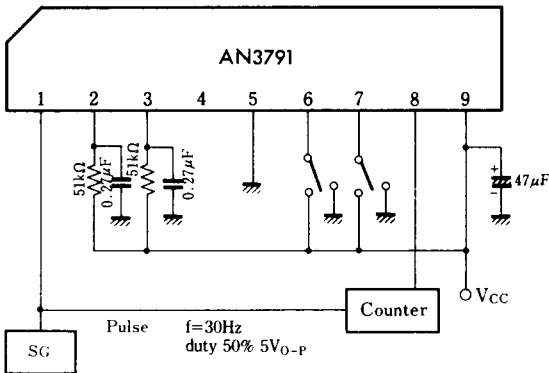 AN3791
1 2 3 4 5 6 7 8 9
51kΩ
0.27μF
51kΩ
0.27μF
+
47μF
−
VCC
Counter
Pulse f=30Hz
duty 50% 5V0-P
SG